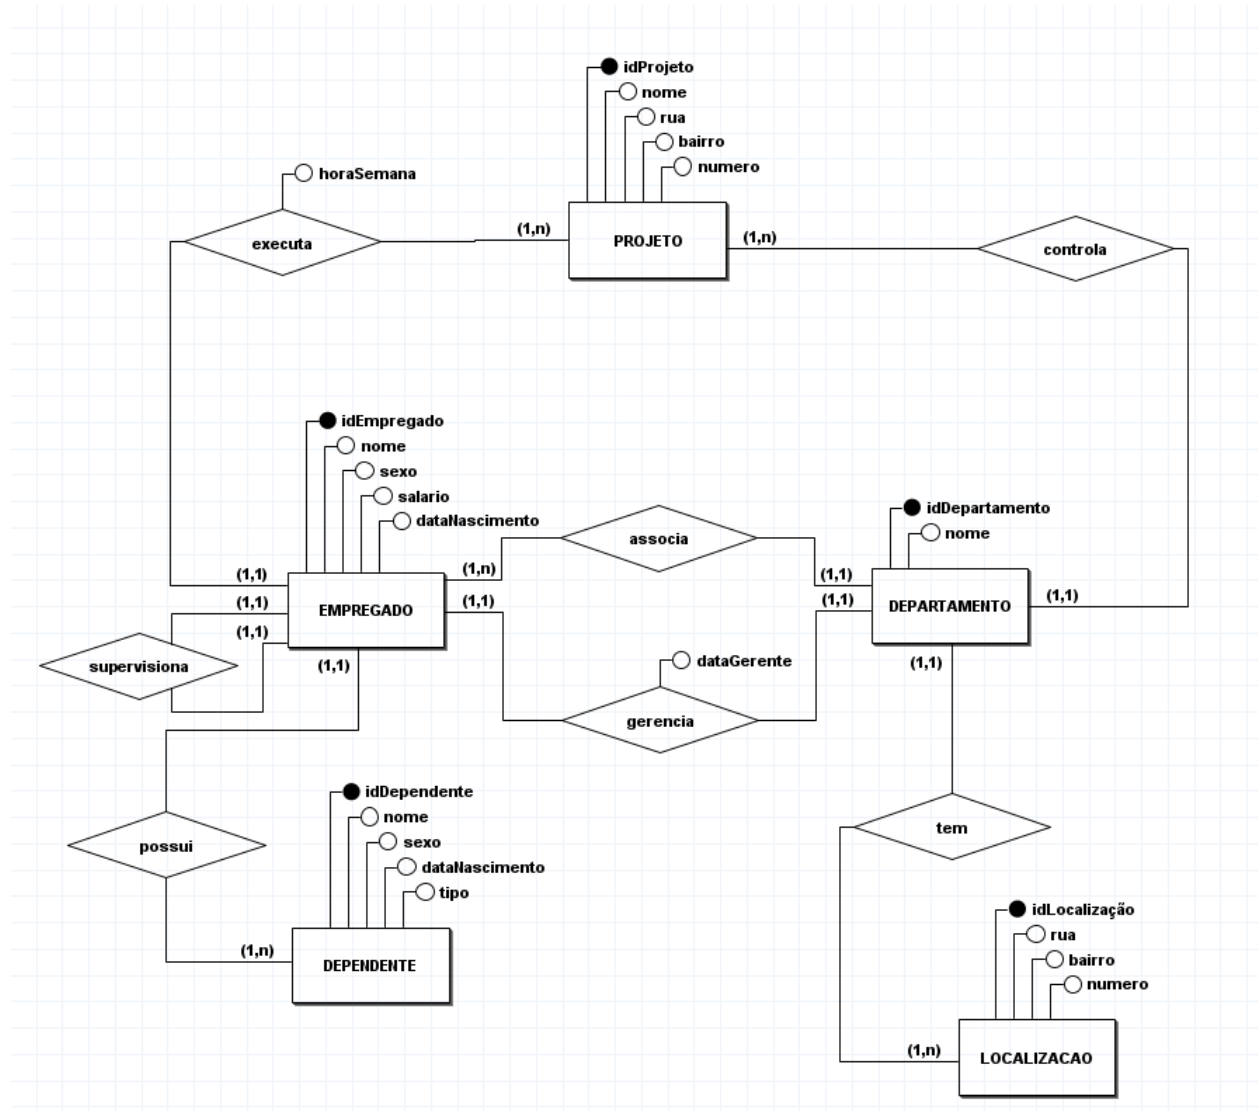 idProjeto
nome
rua
bairro
numero
horaSemana
executa
(1,n)
PROJETO
(1,n)
controla
idEmpregado
nome
sexo
salario
dataNascimento
idDepartamento
nome
associa
(1,1)
(1,n)
(1,1)
(1,1)
EMPREGADO
(1,1)
(1,1)
DEPARTAMENTO
(1,1)
(1,1)
supervisiona
(1,1)
(1,1)
dataGerente
gerencia
idDependente
nome
sexo
dataNascimento
tipo
possui
tem
(1,n)
DEPENDENTE
idLocalização
rua
bairro
numero
(1,n)
LOCALIZACAO